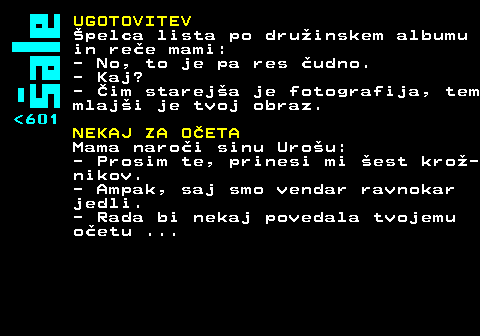 šale
<601
UGOTOVITEV
Špelca lista po družinskem albumu
in reče mami:
- No, to je pa res čudno.
- Kaj?
- Čim starejša je fotografija, tem
mlajši je tvoj obraz.
NEKAJ ZA OČETA
Mama naroči sinu Urošu:
- Prosim te, prinesi mi šest krož-
nikov.
- Ampak, saj smo vendar ravnokar
jedli.
- Rada bi nekaj povedala tvojemu
očetu ...